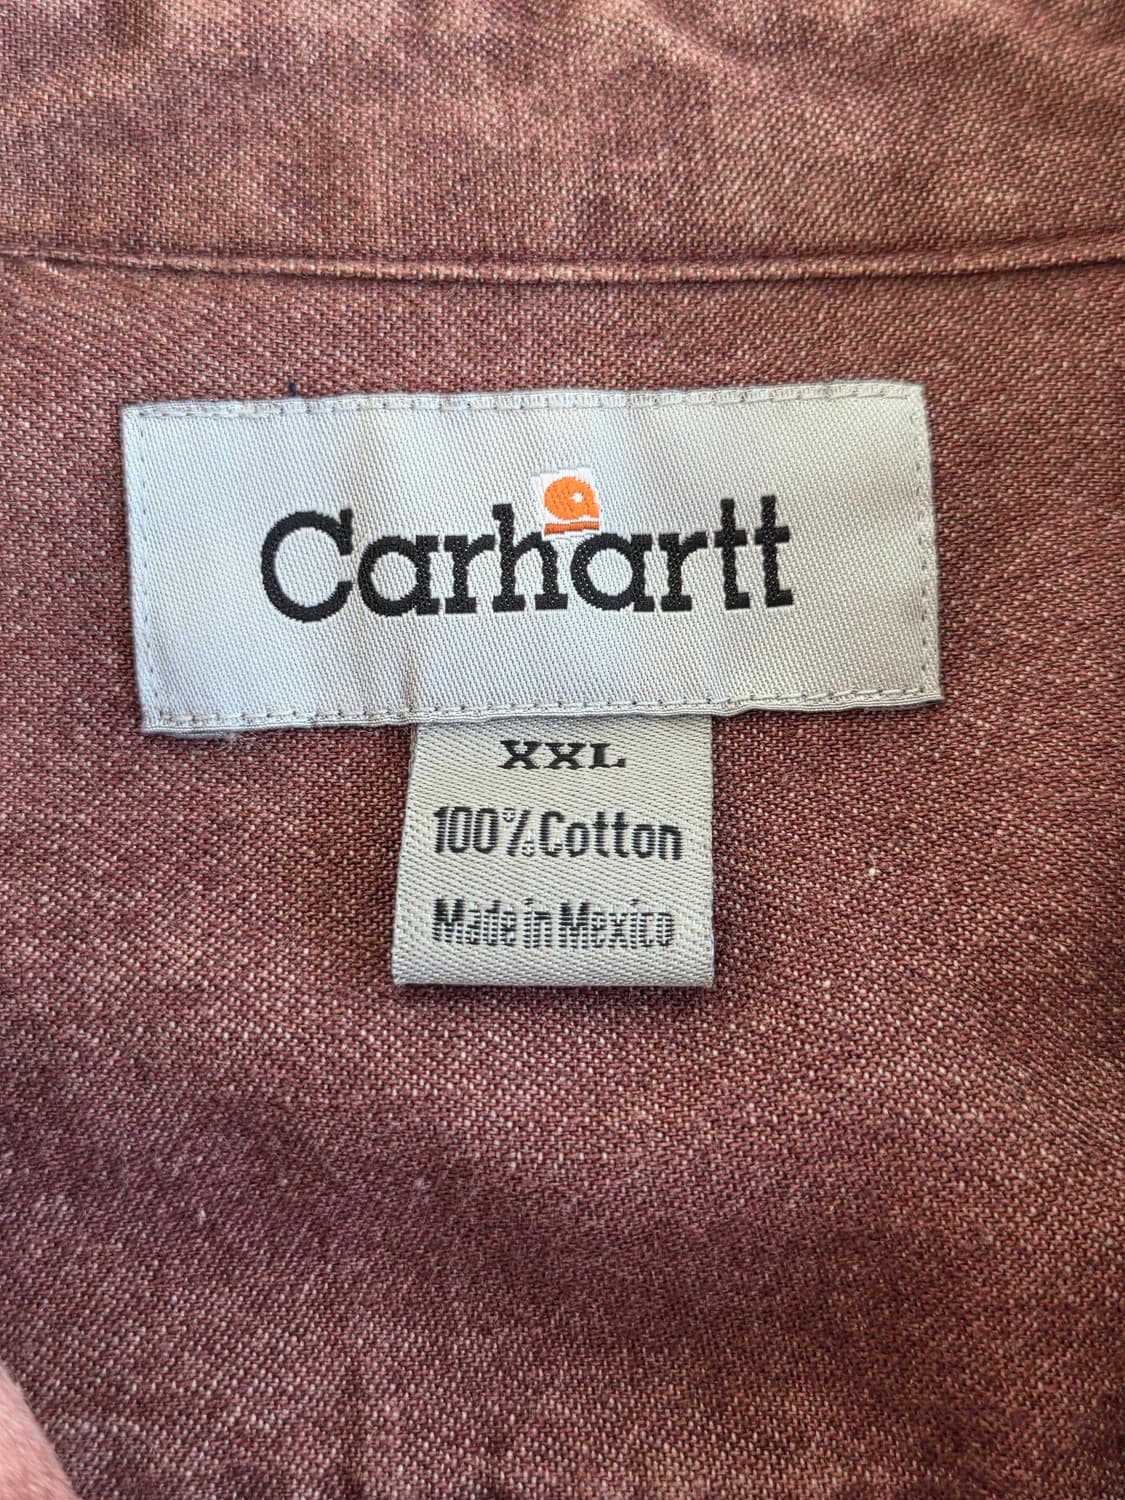 Carhartt
XXL
100% Cotton
Made in Mexico